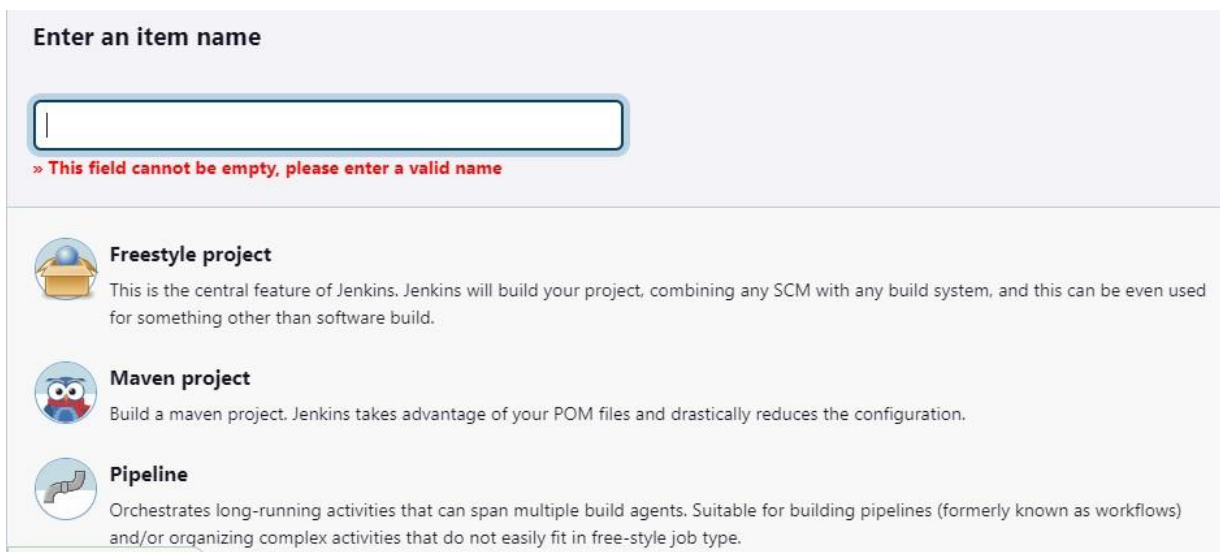 Enter an item name
» This field cannot be empty, please enter a valid name
Freestyle project
This is the central feature of Jenkins. Jenkins will build your project, combining any SCM with any build system, and this can be even used
for something other than software build.
Maven project
Build a maven project. Jenkins takes advantage of your POM files and drastically reduces the configuration.
Pipeline
Orchestrates long-running activities that can span multiple build agents. Suitable for building pipelines (formerly known as workflows)
and/or organizing complex activities that do not easily fit in free-style job type.